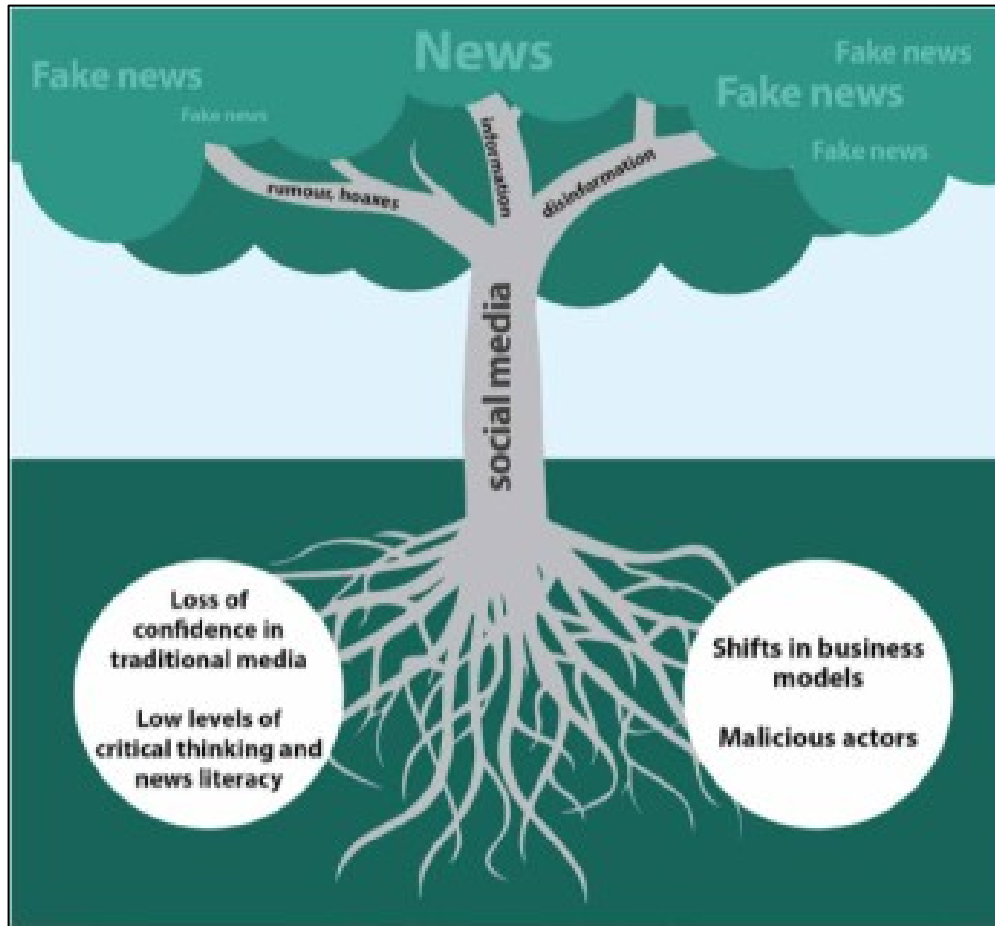 News
Fake news
Fake news
Fake news
Fake news
Fake news
rumour, hoaxes
information
disinformation
social media
Loss of
confidence in
traditional media
Low levels of
critical thinking and
news literacy
Shifts in business
models
Malicious actors